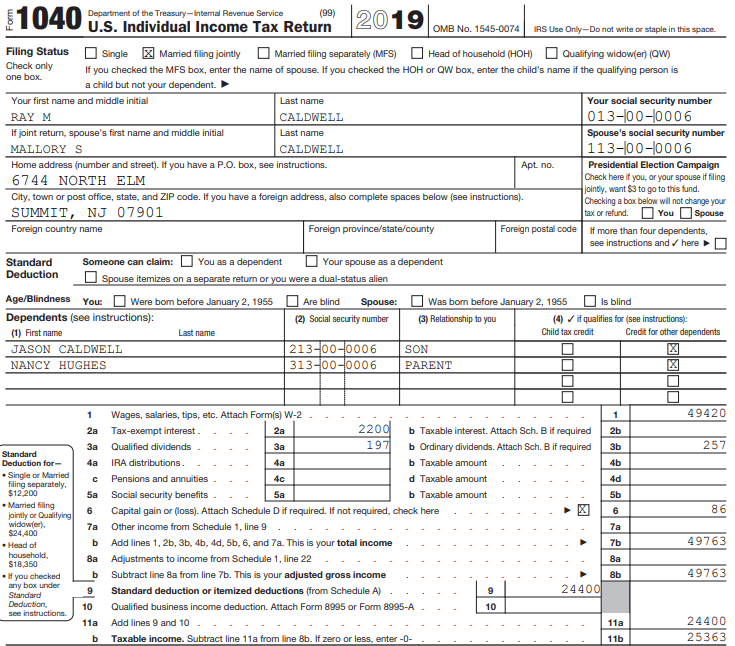 Form 1040 Department of the Treasury—Internal Revenue Service (99) U.S. Individual Income Tax Return 2019 OMB No. 1545-0074 IRS Use Only—Do not write or staple in this space.
Filing Status Single ☒ Married filing jointly Married filing separately (MFS) Head of household (HOH) Qualifying widow(er) (QW)
Check only one box.
If you checked the MFS box, enter the name of spouse. If you checked the HOH or QW box, enter the child's name if the qualifying person is
a child but not your dependent. ▶
Your first name and middle initial Last name Your social security number
RAY M CALDWELL 013-00-0006
If joint return, spouse's first name and middle initial Last name Spouse's social security number
MALLORY S CALDWELL 113-00-0006
Home address (number and street). If you have a P.O. box, see instructions. Apt. no.
6744 NORTH ELM
City, town or post office, state, and ZIP code. If you have a foreign address, also complete spaces below (see instructions).
SUMMIT, NJ 07901
Presidential Election Campaign
Check here if you, or your spouse if filing
jointly, want $3 to go to this fund.
Checking a box below will not change your
tax or refund. You Spouse
Foreign country name Foreign province/state/county Foreign postal code
If more than four dependents,
see instructions and ✓ here ▶
Standard Deduction
Someone can claim: You as a dependent Your spouse as a dependent
Spouse itemizes on a separate return or you were a dual-status alien
Age/Blindness You: Were born before January 2, 1955 Are blind Spouse: Was born before January 2, 1955 Is blind
Dependents (see instructions): (2) Social security number (3) Relationship to you (4) ✓ if qualifies for (see instructions):
(1) First name Last name Child tax credit Credit for other dependents
JASON CALDWELL 213-00-0006 SON X
NANCY HUGHES 313-00-0006 PARENT X
1 Wages, salaries, tips, etc. Attach Form(s) W-2 1 49420
2a Tax-exempt interest 2a 2200 b Taxable interest. Attach Sch. B if required 2b
3a Qualified dividends 3a 197 b Ordinary dividends. Attach Sch. B if required 3b 257
4a IRA distributions 4a b Taxable amount 4b
c Pensions and annuities 4c d Taxable amount 4d
5a Social security benefits 5a b Taxable amount 5b
6 Capital gain or (loss). Attach Schedule D if required. If not required, check here ▶ ☒ 6 86
7a Other income from Schedule 1, line 9 7a
b Add lines 1, 2b, 3b, 4b, 4d, 5b, 6, and 7a. This is your total income ▶ 7b 49763
8a Adjustments to income from Schedule 1, line 22 8a
b Subtract line 8a from line 7b. This is your adjusted gross income ▶ 8b 49763
9 Standard deduction or itemized deductions (from Schedule A) 9 24400
10 Qualified business income deduction. Attach Form 8995 or Form 8995-A 10
11a Add lines 9 and 10 11a 24400
b Taxable income. Subtract line 11a from line 8b. If zero or less, enter -0- 11b 25363
Standard
Deduction for—
• Single or Married
filing separately,
$12,200
• Married filing
jointly or Qualifying
widow(er),
$24,400
• Head of
household,
$18,350
• If you checked
any box under
Standard
Deduction,
see instructions.